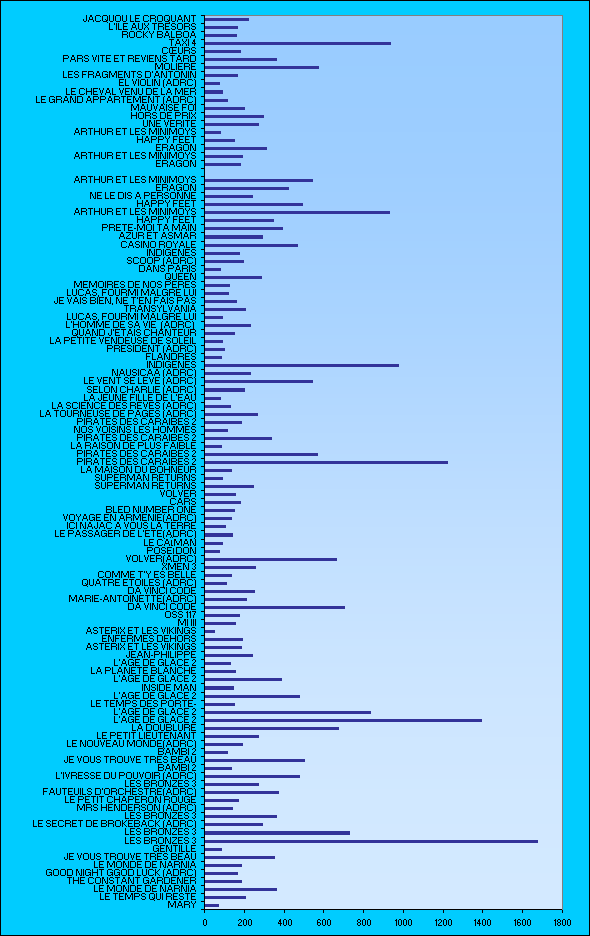 JACQUOU LE CROQUANT
L'ILE AUX TRESORS
ROCKY BALBOA
TAXI 4
CŒURS
PARS VITE ET REVIENS TARD
MOLIERE
LES FRAGMENTS D'ANTONIN
EL VIOLIN (ADRC)
LE CHEVAL VENU DE LA MER
LE GRAND APPARTEMENT (ADRC)
MAUVAISE FOI
HORS DE PRIX
UNE VERITE
ARTHUR ET LES MINIMOYS
HAPPY FEET
ERAGON
ARTHUR ET LES MINIMOYS
ERAGON
ARTHUR ET LES MINIMOYS
ERAGON
NE LE DIS A PERSONNE
HAPPY FEET
ARTHUR ET LES MINIMOYS
HAPPY FEET
PRETE-MOI TA MAIN
AZUR ET ASMAR
CASINO ROYALE
INDIGENES
SCOOP (ADRC)
DANS PARIS
QUEEN
MEMOIRES DE NOS PERES
LUCAS, FOURMI MALGRE LUI
JE VAIS BIEN, NE T'EN FAIS PAS
TRANSYLVANIA
LUCAS, FOURMI MALGRE LUI
L'HOMME DE SA VIE (ADRC)
QUAND J'ETAIS CHANTEUR
LA PETITE VENDEUSE DE SOLEIL
PRESIDENT (ADRC)
FLANDRES
INDIGENES
NAUSICAA (ADRC)
LE VENT SE LEVE (ADRC)
SELON CHARLIE (ADRC)
LA JEUNE FILLE DE L'EAU
LA SCIENCE DES REVES (ADRC)
LA TOURNEUSE DE PAGES (ADRC)
PIRATES DES CARAIBES 2
NOS VOISINS LES HOMMES
PIRATES DES CARAIBES 2
LA RAISON DE PLUS FAIBLE
PIRATES DES CARAIBES 2
PIRATES DES CARAIBES 2
LA MAISON DU BOHNEUR
SUPERMAN RETURNS
SUPERMAN RETURNS
VOLVER
CARS
BLED NUMBER ONE
VOYAGE EN ARMENIE(ADRC)
ICI NAJAC A VOUS LA TERRE
LE PASSAGER DE L'ETE(ADRC)
LE CAïMAN
POSEïDON
VOLVER(ADRC)
XMEN 3
COMME T'Y ES BELLE
QUATRE ETOILES (ADRC)
DA VINCI CODE
MARIE-ANTOINETTE(ADRC)
DA VINCI CODE
OSS 117
MI III
ASTERIX ET LES VIKINGS
ENFERMES DEHORS
ASTERIX ET LES VIKINGS
JEAN-PHILIPPE
L'AGE DE GLACE 2
LA PLANETE BLANCHE
L'AGE DE GLACE 2
INSIDE MAN
L'AGE DE GLACE 2
LE TEMPS DES PORTE-
L'AGE DE GLACE 2
L'AGE DE GLACE 2
LA DOUBLURE
LE PETIT LIEUTENANT
LE NOUVEAU MONDE(ADRC)
BAMBI 2
JE VOUS TROUVE TRES BEAU
BAMBI 2
L'IVRESSE DU POUVOIR (ADRC)
LES BRONZES 3
FAUTEUILS D'ORCHESTRE(ADRC)
LE PETIT CHAPERON ROUGE
MRS HENDERSON (ADRC)
LES BRONZES 3
LE SECRET DE BROKEBACK (ADRC)
LES BRONZES 3
LES BRONZES 3
GENTILLE
JE VOUS TROUVE TRES BEAU
LE MONDE DE NARNIA
GOOD NIGHT GGOD LUCK (ADRC)
THE CONSTANT GARDENER
LE MONDE DE NARNIA
LE TEMPS QUI RESTE
MARY
0 200 400 600 800 1000 1200 1400 1600 1800